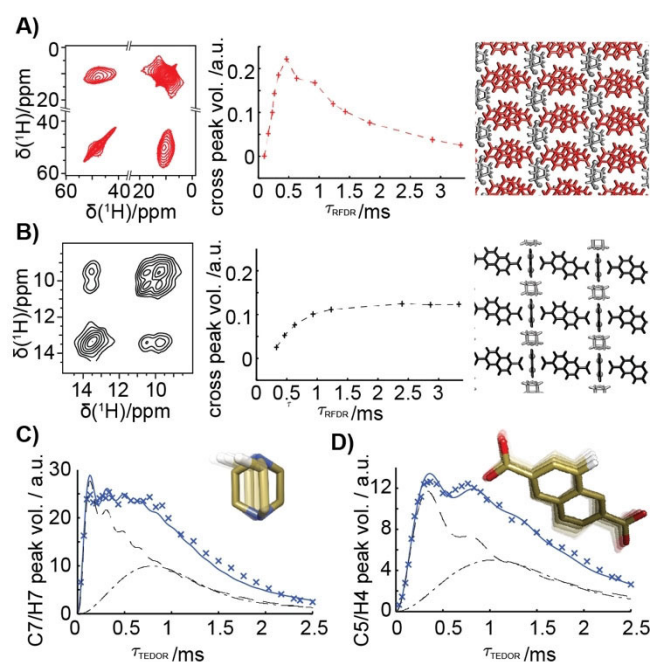 A)
0
10
40
60
δ(¹H)/ppm
60 40 20 0
δ(¹H)/ppm
cross peak vol. /a.u.
0.2
0.1
0
0 0.5 1 1.5 2 2.5 3
τRFDR /ms
B)
10
12
14
δ(¹H)/ppm
14 12 10
δ(¹H)/ppm
cross peak vol. /a.u.
0.2
0.1
0
0 0.5 1 1.5 2 2.5 3
τ
τRFDR /ms
C)
C7/H7 peak vol. / a.u.
30
20
10
0
0 0.5 1 1.5 2 2.5
τTEDOR /ms
D)
C5/H4 peak vol. / a.u.
12
8
4
0
0 0.5 1 1.5 2 2.5
τTEDOR /ms